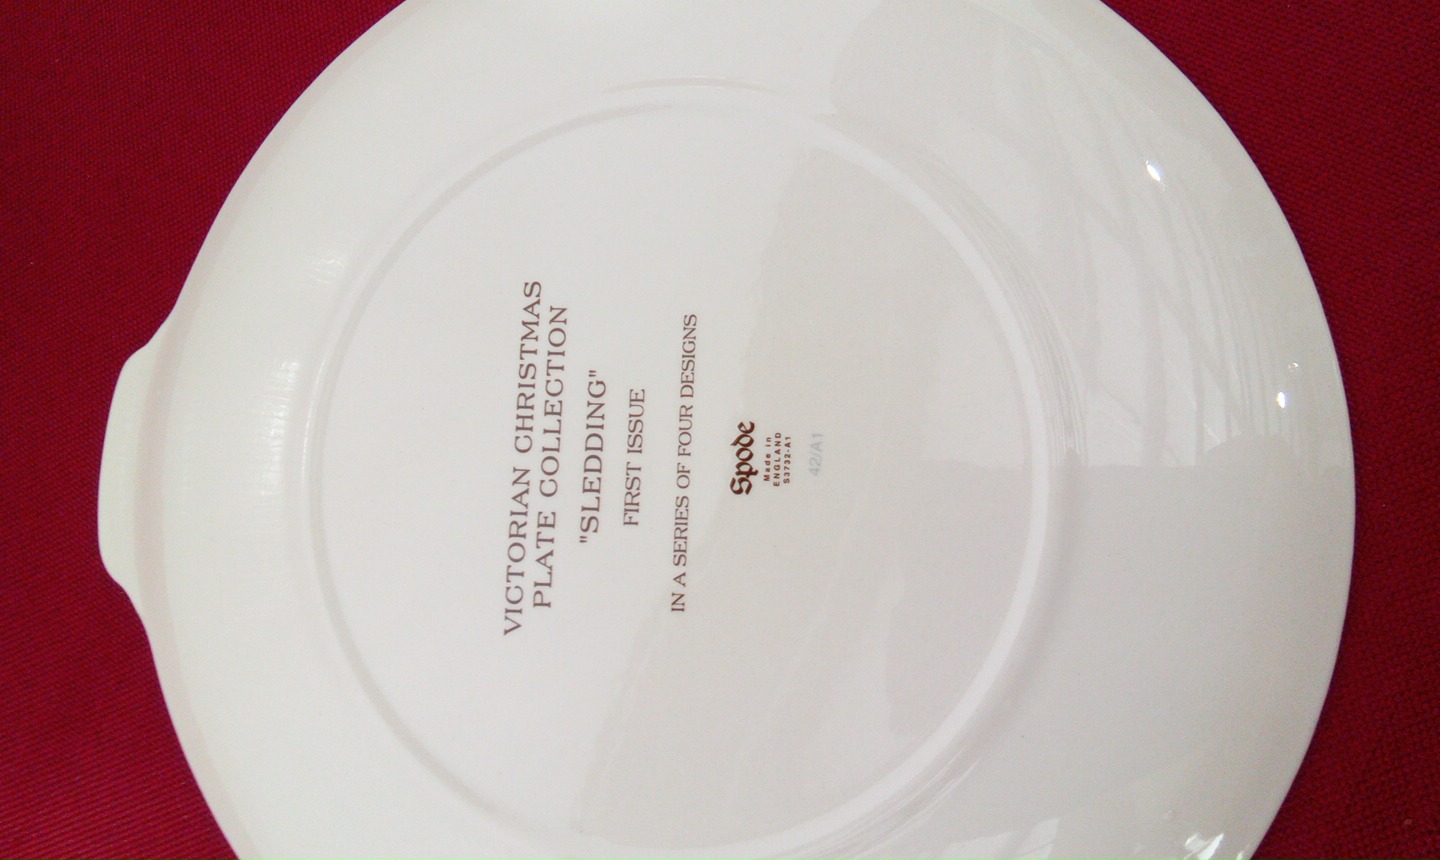 VICTORIAN CHRISTMAS
PLATE COLLECTION
"SLEDDING"
FIRST ISSUE
IN A SERIES OF FOUR DESIGNS
Spode
Made in
ENGLAND
S3732-A1
42/A1